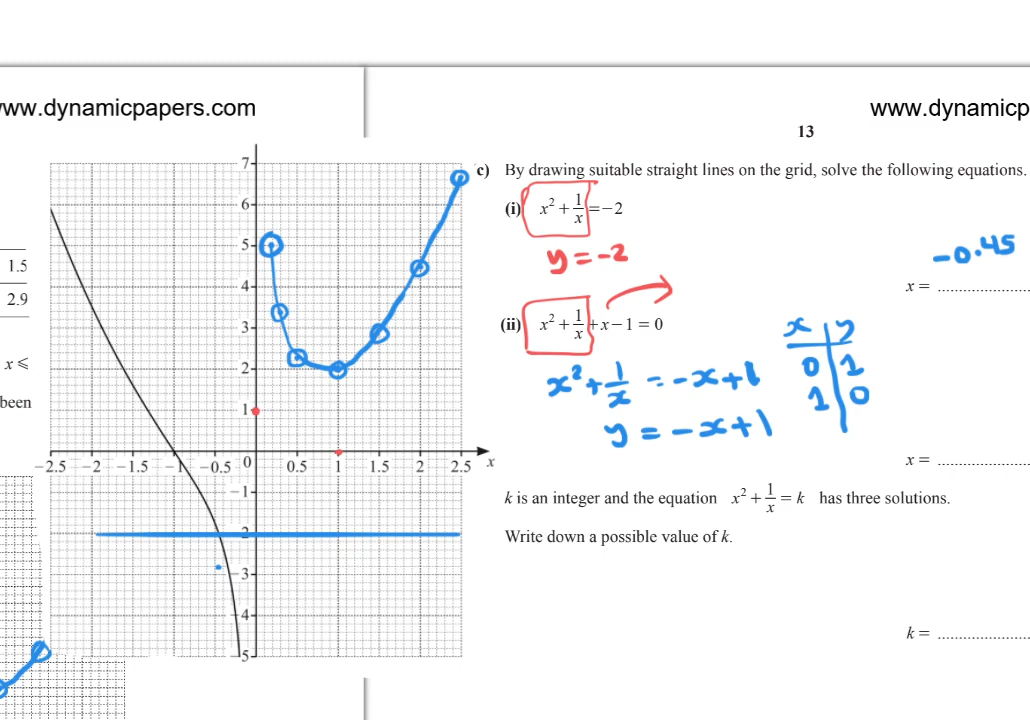 ww.dynamicpapers.com
www.dynamicp
13
c) By drawing suitable straight lines on the grid, solve the following equations.
(i) x² + 1/x = −2
y = -2
-0.45
x = ........................
(ii) x² + 1/x + x − 1 = 0
x² + 1/x = -x+1
y = -x+1
x | y
0 | 1
1 | 0
x = ........................
k is an integer and the equation x² + 1/x = k has three solutions.
Write down a possible value of k.
k = ........................
1.5
2.9
x ⩽
been
7
6
5
4
3
2
1
0
−2.5 −2 −1.5 −1 −0.5 0.5 1 1.5 2 2.5 x
−1
2
−3
−4
5